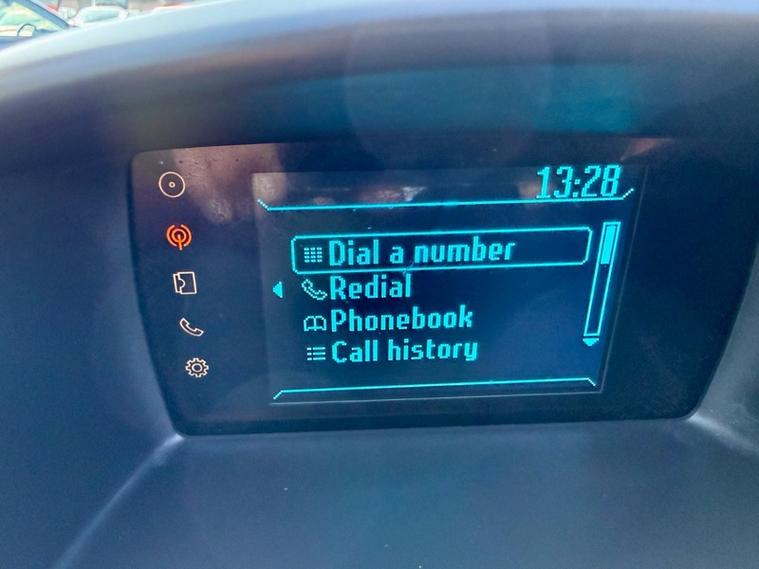 13:28
Dial a number
Redial
Phonebook
Call history